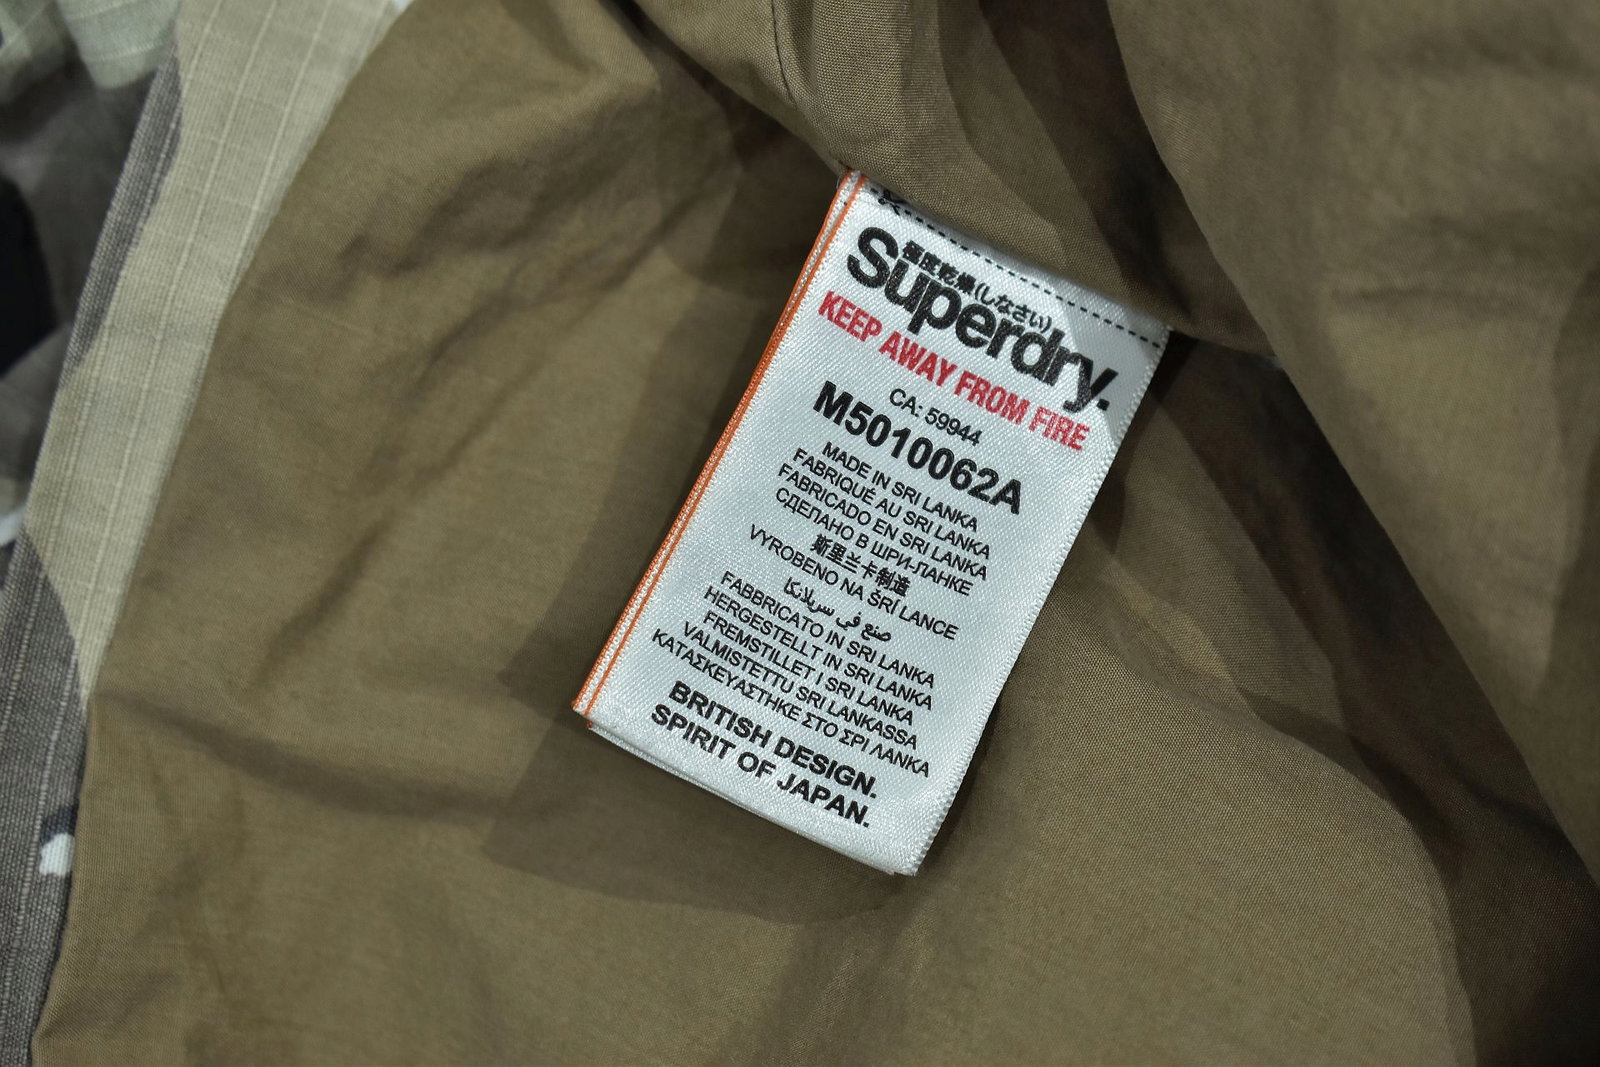 極度乾燥(しなさい)
Superdry.
KEEP AWAY FROM FIRE
CA: 59944
M5010062A
MADE IN SRI LANKA
FABRIQUÉ AU SRI LANKA
FABRICADO EN SRI LANKA
СДЕЛАНО В ШРИ-ЛАНКЕ
斯里兰卡制造
VYROBENO NA SRÍ LANCE
صنع في سريلانكا
FABBRICATO IN SRI LANKA
HERGESTELLT IN SRI LANKA
FREMSTILLET I SRI LANKA
VALMISTETTU SRI LANKASSA
ΚΑΤΑΣΚΕΥΑΣΤΗΚΕ ΣΤΟ ΣΡΙ ΛΑΝΚΑ
BRITISH DESIGN.
SPIRIT OF JAPAN.